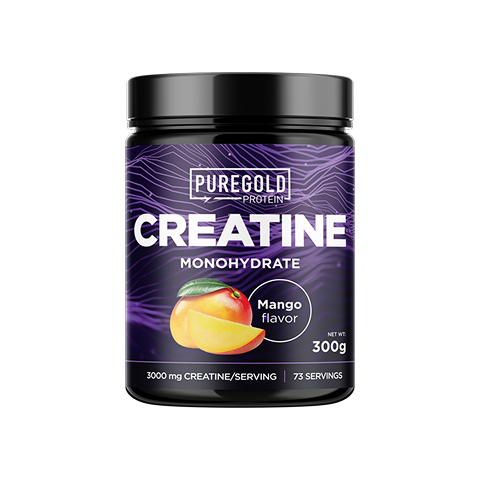 PUREGOLD
PROTEIN
CREATINE
MONOHYDRATE
Mango
flavor
NET WT:
300g
3000 mg CREATINE/SERVING | 73 SERVINGS